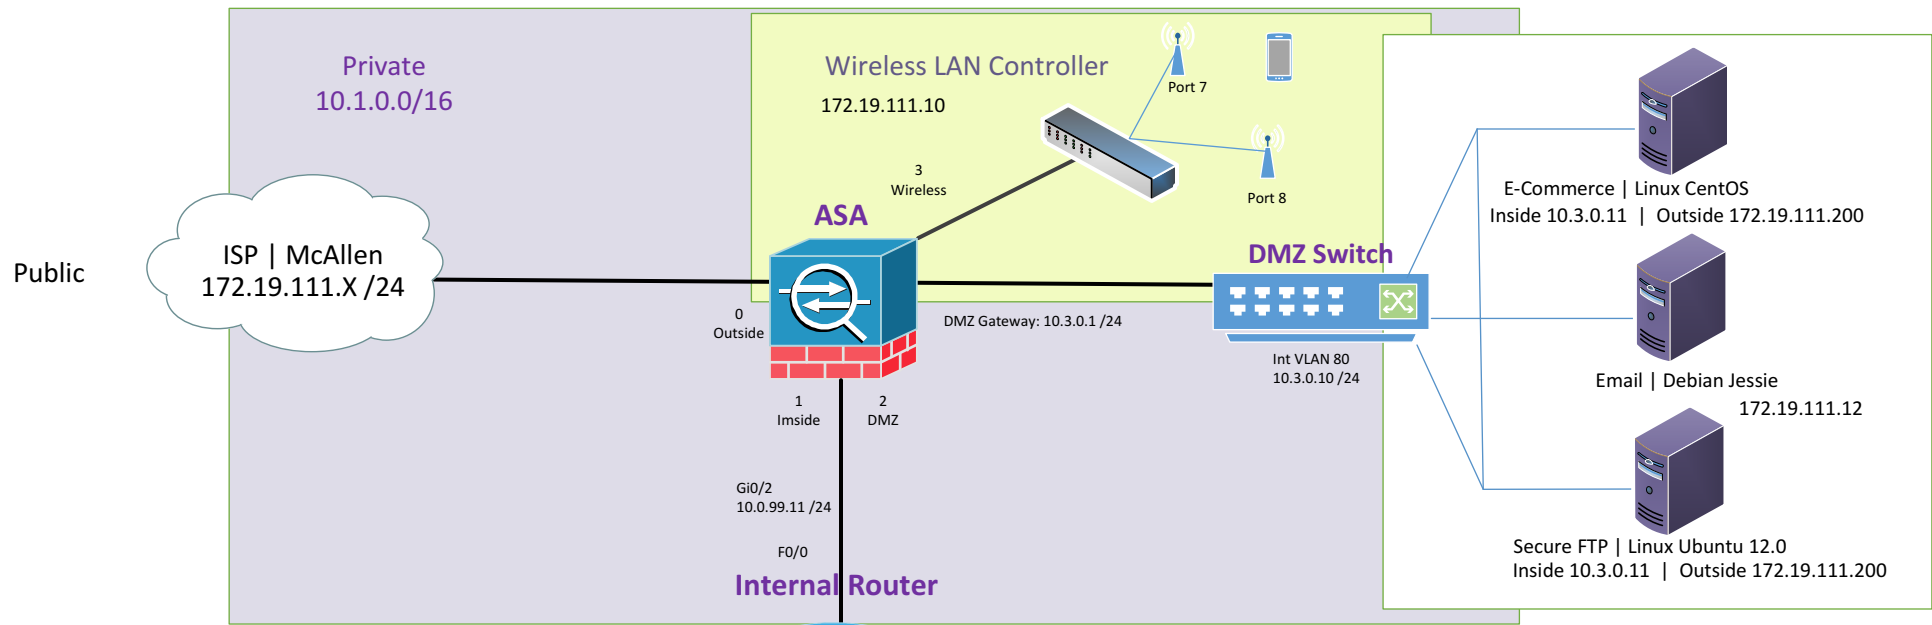 Private
10.1.0.0/16
Wireless LAN Controller
172.19.111.10
Port 7
Port 8
3
Wireless
ASA
ISP | McAllen
172.19.111.X /24
Public
0
Outside
DMZ Gateway: 10.3.0.1 /24
DMZ Switch
Int VLAN 80
10.3.0.10 /24
1
Imside
2
DMZ
Gi0/2
10.0.99.11 /24
F0/0
Internal Router
E-Commerce | Linux CentOS
Inside 10.3.0.11 | Outside 172.19.111.200
Email | Debian Jessie
172.19.111.12
Secure FTP | Linux Ubuntu 12.0
Inside 10.3.0.11 | Outside 172.19.111.200